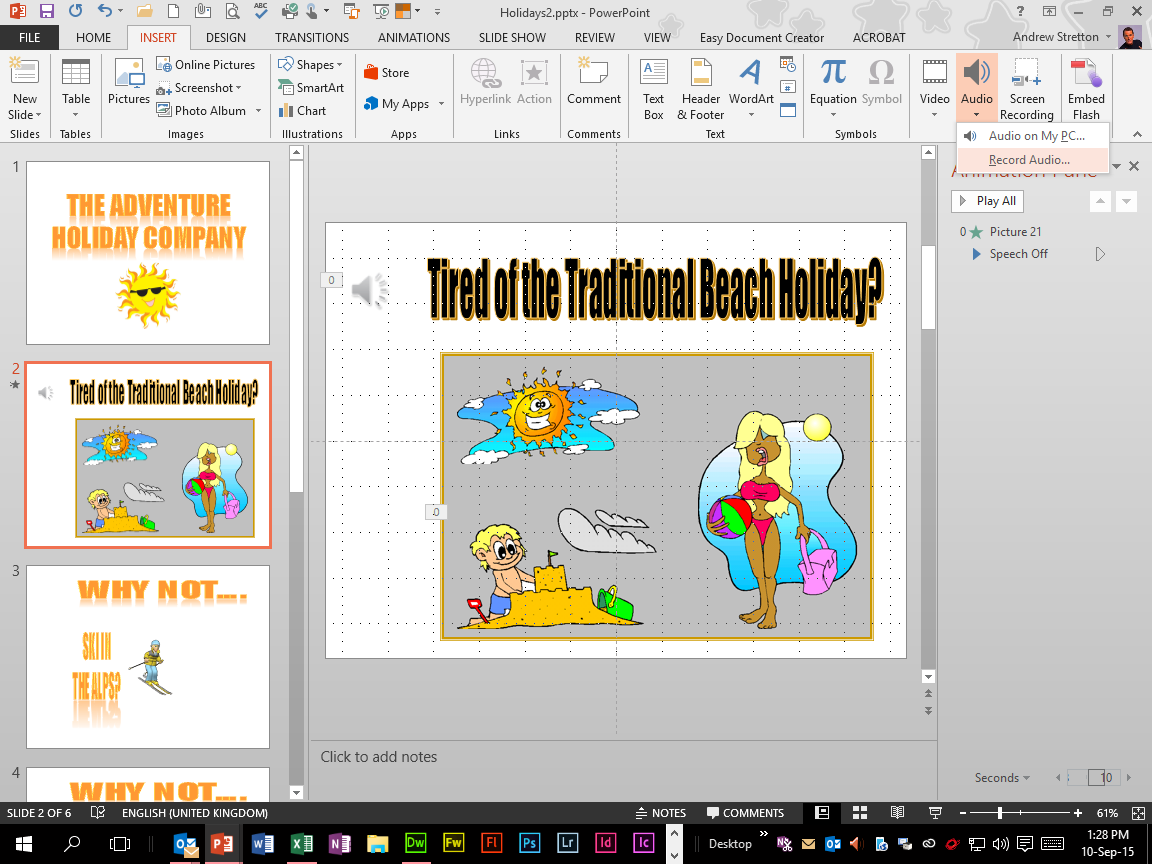 Holidays2.pptx - PowerPoint
FILE HOME INSERT DESIGN TRANSITIONS ANIMATIONS SLIDE SHOW REVIEW VIEW Easy Document Creator ACROBAT Andrew Stretton
New Slide
Slides
Table
Tables
Pictures
Online Pictures
Screenshot
Photo Album
Images
Shapes
SmartArt
Chart
Illustrations
Store
My Apps
Apps
Hyperlink
Action
Links
Comment
Comments
Text Box
Header & Footer
WordArt
Text
Equation
Symbol
Symbols
Video
Audio
Screen Recording
Embed Flash
Audio on My PC...
Record Audio...
Animation Pane
Play All
0 Picture 21
Speech Off
1
THE ADVENTURE
HOLIDAY COMPANY
2
Tired of the Traditional Beach Holiday?
3
WHY NOT....
SKI IN
THE ALPS?
4
WHY NOT....
0
Tired of the Traditional Beach Holiday?
0
Click to add notes
Seconds
10
SLIDE 2 OF 6 ENGLISH (UNITED KINGDOM) NOTES COMMENTS 61%
Desktop
1:28 PM
10-Sep-15